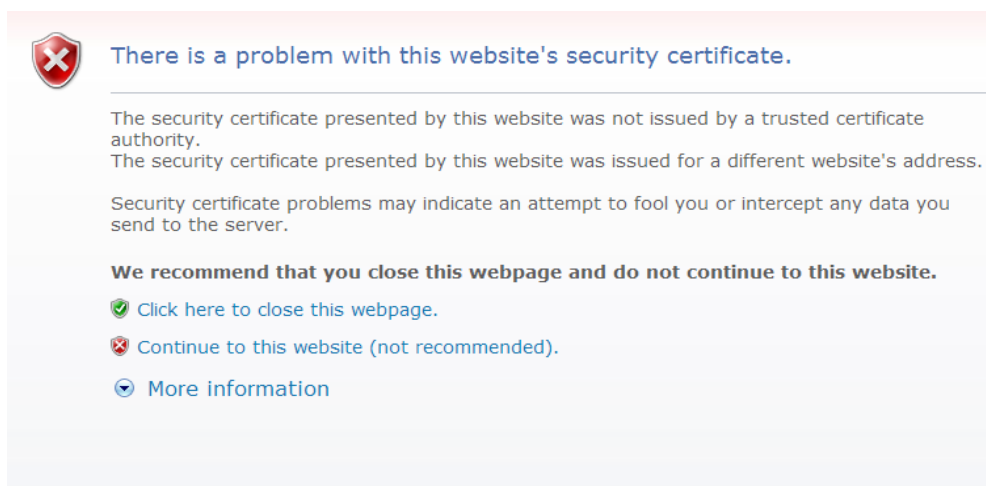 There is a problem with this website's security certificate.
The security certificate presented by this website was not issued by a trusted certificate
authority.
The security certificate presented by this website was issued for a different website's address.
Security certificate problems may indicate an attempt to fool you or intercept any data you
send to the server.
We recommend that you close this webpage and do not continue to this website.
Click here to close this webpage.
Continue to this website (not recommended).
More information